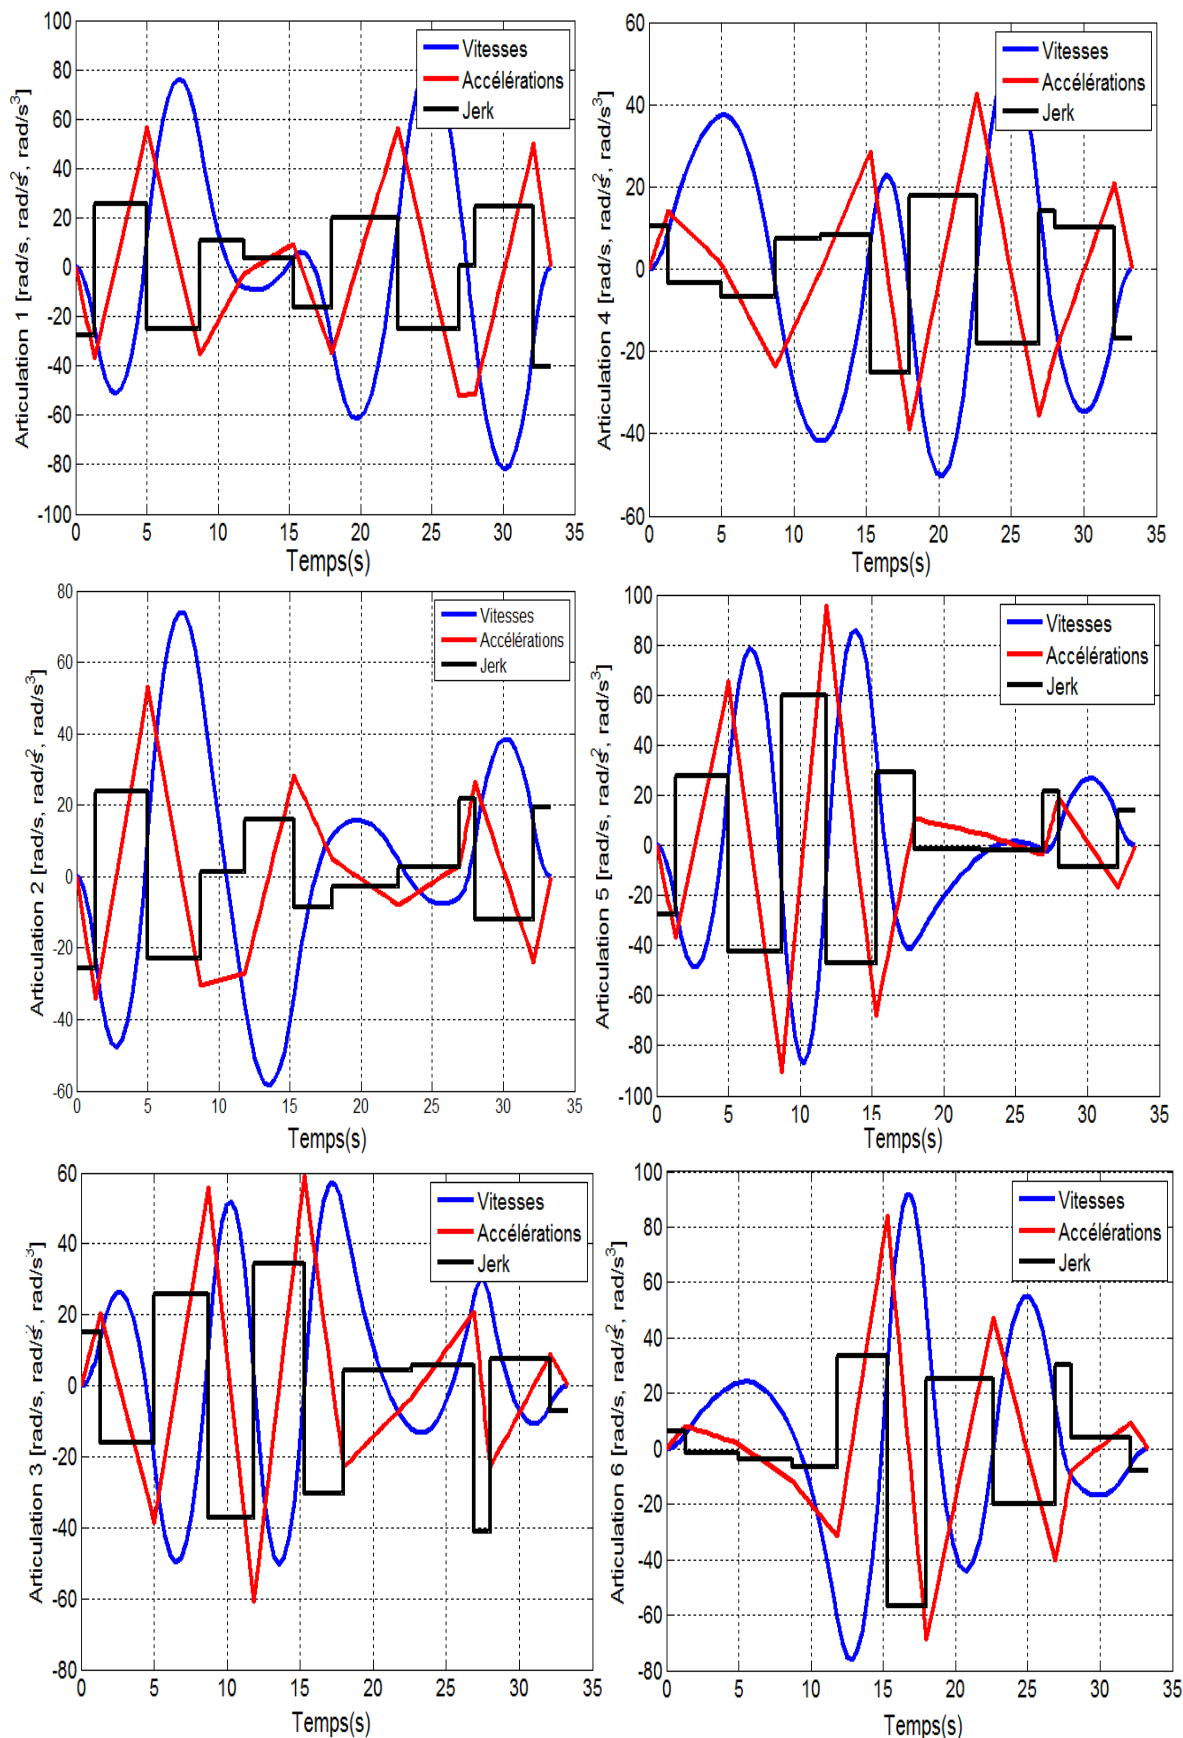 100
80
60
40
20
0
-20
-40
-60
-80
-100
0 5 10 15 20 25 30 35
Temps(s)
Articulation 1 [rad/s, rad/s², rad/s³]
Vitesses
Accélérations
Jerk
60
40
20
0
-20
-40
-60
0 5 10 15 20 25 30 35
Temps(s)
Articulation 4 [rad/s, rad/s², rad/s³]
Vitesses
Accélérations
Jerk
80
60
40
20
0
-20
-40
-60
0 5 10 15 20 25 30 35
Temps(s)
Articulation 2 [rad/s, rad/s², rad/s³]
Vitesses
Accélérations
Jerk
100
80
60
40
20
0
-20
-40
-60
-80
-100
0 5 10 15 20 25 30 35
Temps(s)
Articulation 5 [rad/s, rad/s², rad/s³]
Vitesses
Accélérations
Jerk
60
40
20
0
-20
-40
-60
-80
0 5 10 15 20 25 30 35
Temps(s)
Articulation 3 [rad/s, rad/s², rad/s³]
Vitesses
Accélérations
Jerk
100
80
60
40
20
0
-20
-40
-60
-80
0 5 10 15 20 25 30 35
Temps(s)
Articulation 6 [rad/s, rad/s², rad/s³]
Vitesses
Accélérations
Jerk